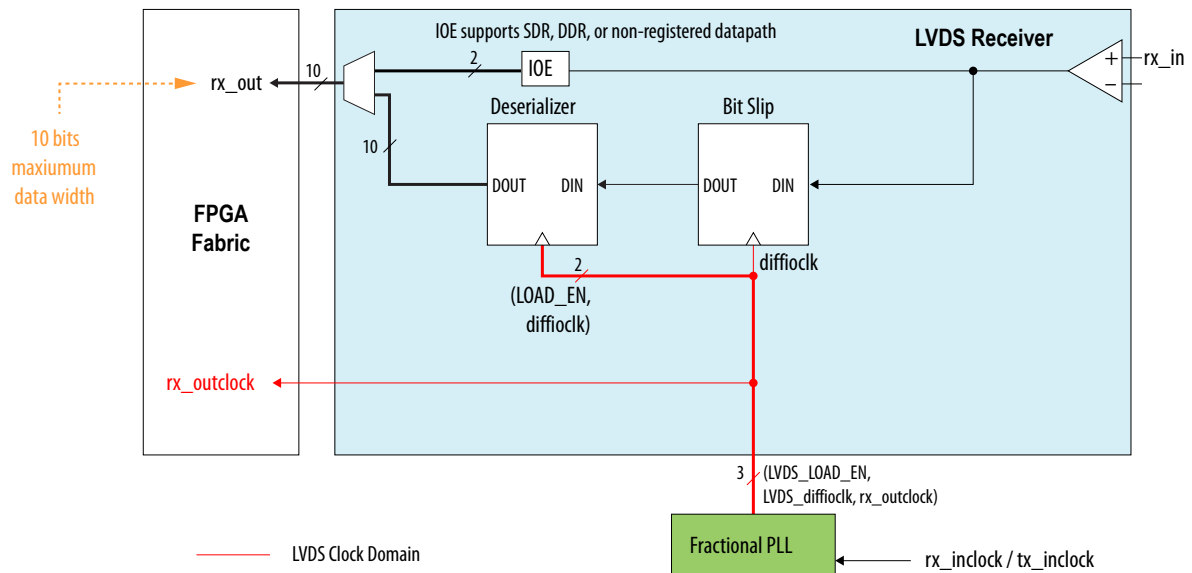 IOE supports SDR, DDR, or non-registered datapath
LVDS Receiver
rx_in
+
−
IOE
2
10
rx_out
10 bits
maxiumum
data width
Deserializer
Bit Slip
10
DOUT
DIN
DOUT
DIN
FPGA
Fabric
2
diffioclk
(LOAD_EN,
diffioclk)
rx_outclock
3
(LVDS_LOAD_EN,
LVDS_diffioclk, rx_outclock)
Fractional PLL
LVDS Clock Domain
rx_inclock / tx_inclock